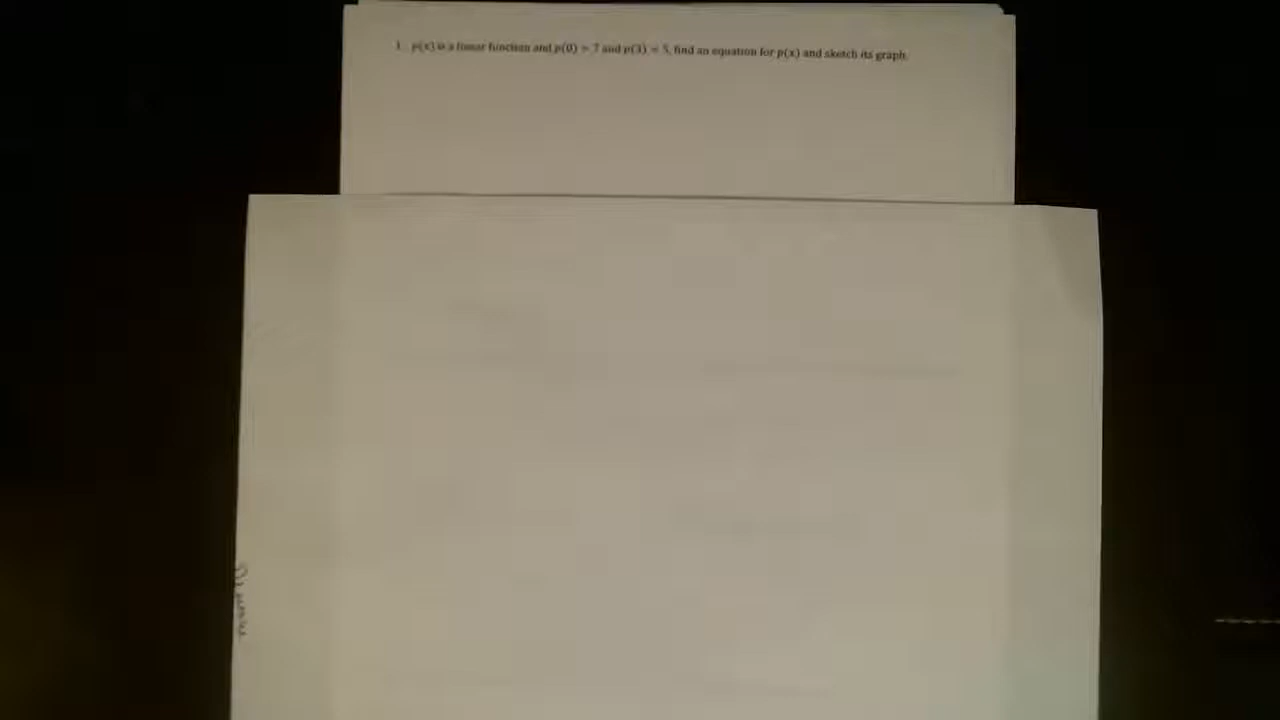 1. p(x) is a linear function and p(0) = 7 and p(3) = 5, find an equation for p(x) and sketch its graph.